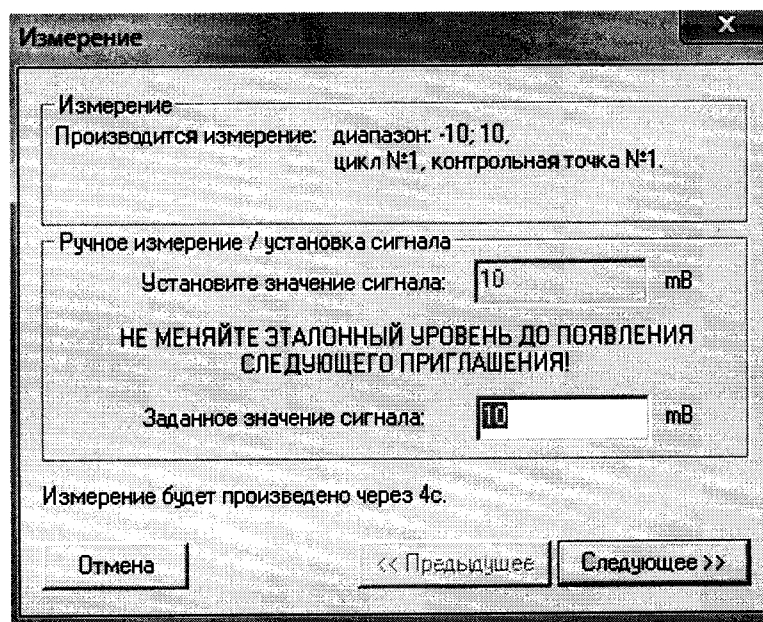 Измерение
Измерение
Производится измерение: диапазон: -10; 10,
цикл №1, контрольная точка №1.
Ручное измерение / установка сигнала
Установите значение сигнала: 10 mB
НЕ МЕНЯЙТЕ ЭТАЛОННЫЙ УРОВЕНЬ ДО ПОЯВЛЕНИЯ
СЛЕДУЮЩЕГО ПРИГЛАШЕНИЯ!
Заданное значение сигнала: 10 mB
Измерение будет произведено через 4с.
Отмена << Предыдущее Следующее >>